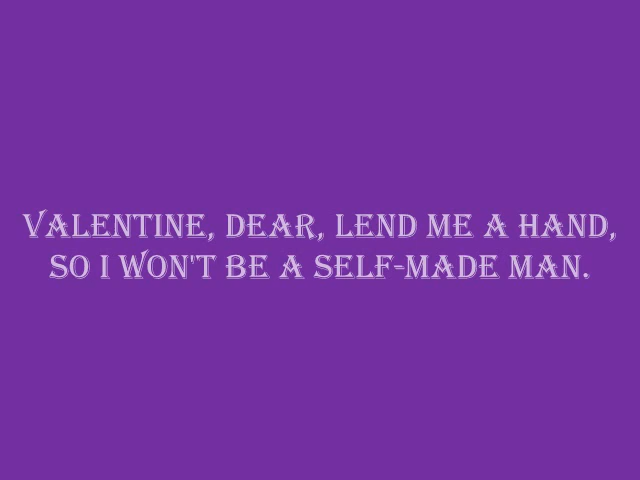 VALENTINE, DEAR, LEND ME A HAND,
SO I WON'T BE A SELF-MADE MAN.